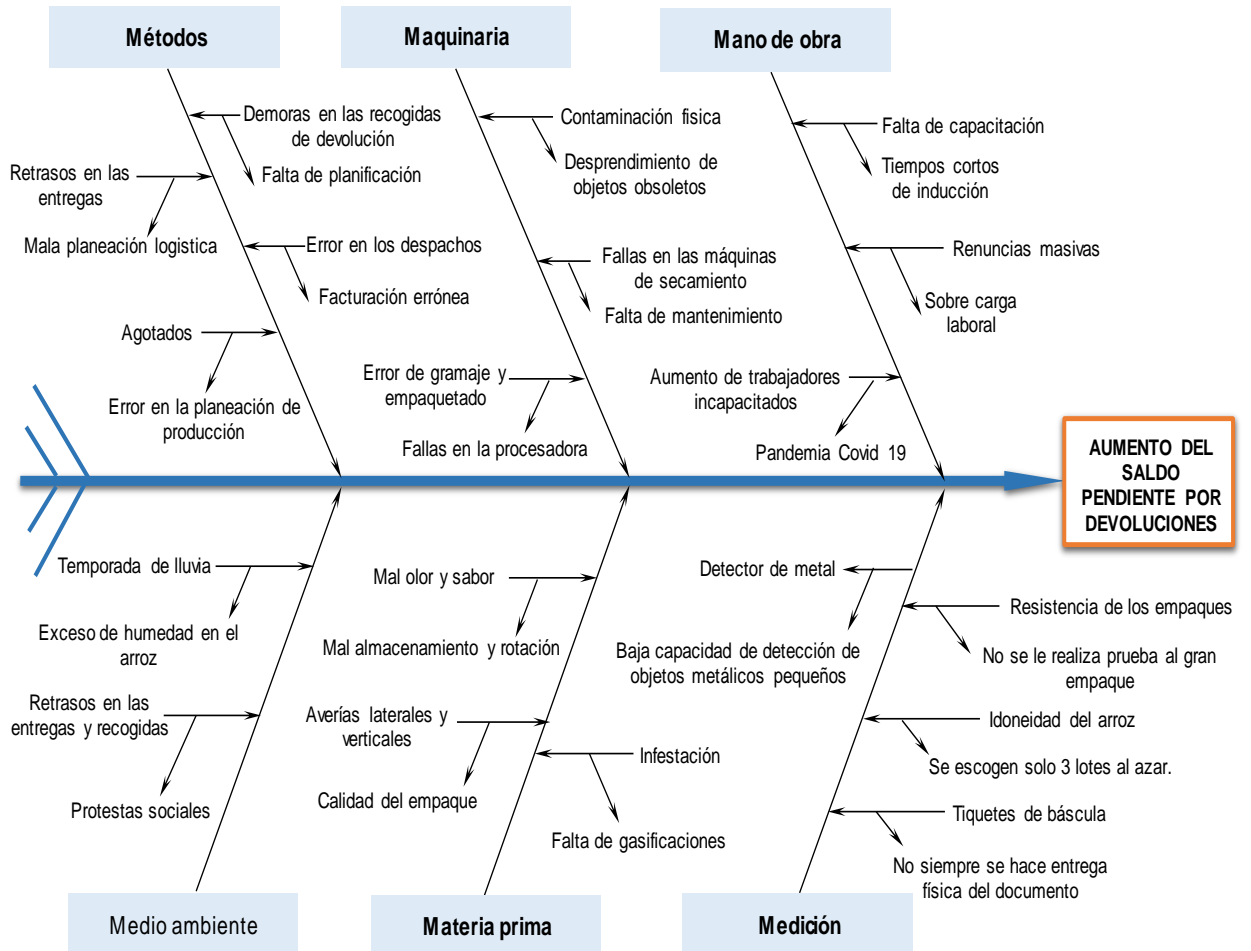 Métodos
Maquinaria
Mano de obra
Demoras en las recogidas
de devolución
Falta de planificación
Retrasos en las
entregas
Mala planeación logistica
Error en los despachos
Facturación errónea
Agotados
Error en la planeación de
producción
Contaminación fisica
Desprendimiento de
objetos obsoletos
Fallas en las máquinas
de secamiento
Falta de mantenimiento
Error de gramaje y
empaquetado
Fallas en la procesadora
Falta de capacitación
Tiempos cortos
de inducción
Renuncias masivas
Sobre carga
laboral
Aumento de trabajadores
incapacitados
Pandemia Covid 19
AUMENTO DEL
SALDO
PENDIENTE POR
DEVOLUCIONES
Temporada de lluvia
Exceso de humedad en el
arroz
Retrasos en las
entregas y recogidas
Protestas sociales
Mal olor y sabor
Mal almacenamiento y rotación
Averías laterales y
verticales
Calidad del empaque
Infestación
Falta de gasificaciones
Detector de metal
Baja capacidad de detección de
objetos metálicos pequeños
Resistencia de los empaques
No se le realiza prueba al gran
empaque
Idoneidad del arroz
Se escogen solo 3 lotes al azar.
Tiquetes de báscula
No siempre se hace entrega
física del documento
Medio ambiente
Materia prima
Medición